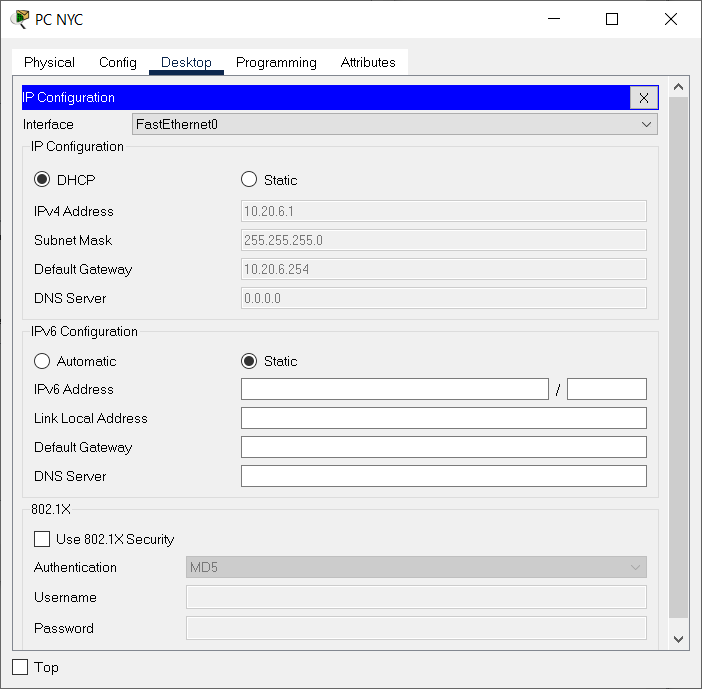 PC NYC
Physical Config Desktop Programming Attributes
IP Configuration X
Interface FastEthernet0
IP Configuration
DHCP Static
IPv4 Address 10.20.6.1
Subnet Mask 255.255.255.0
Default Gateway 10.20.6.254
DNS Server 0.0.0.0
IPv6 Configuration
Automatic Static
IPv6 Address /
Link Local Address
Default Gateway
DNS Server
802.1X
Use 802.1X Security
Authentication MD5
Username
Password
Top